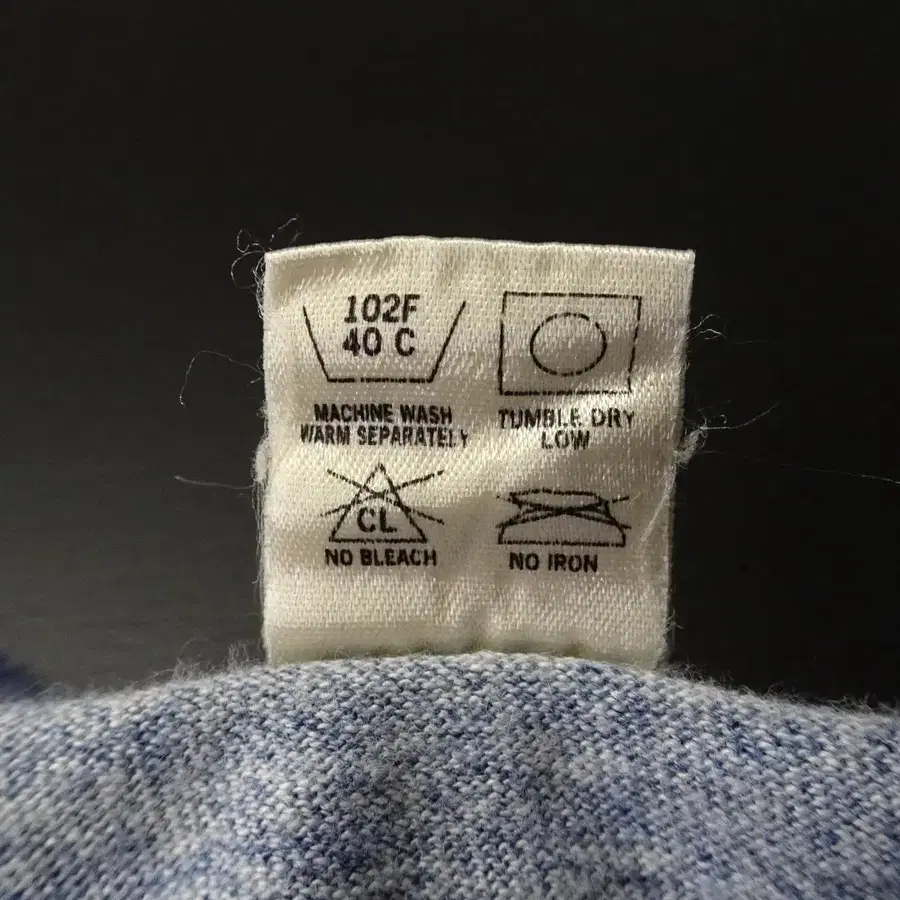 102F
40 C
MACHINE WASH
WARM SEPARATELY
TUMBLE DRY
LOW
CL
NO BLEACH
NO IRON